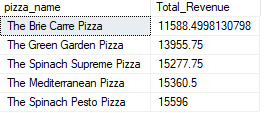 pizza_name Total_Revenue
The Brie Carre Pizza 11588.4998130798
The Green Garden Pizza 13955.75
The Spinach Supreme Pizza 15277.75
The Mediterranean Pizza 15360.5
The Spinach Pesto Pizza 15596